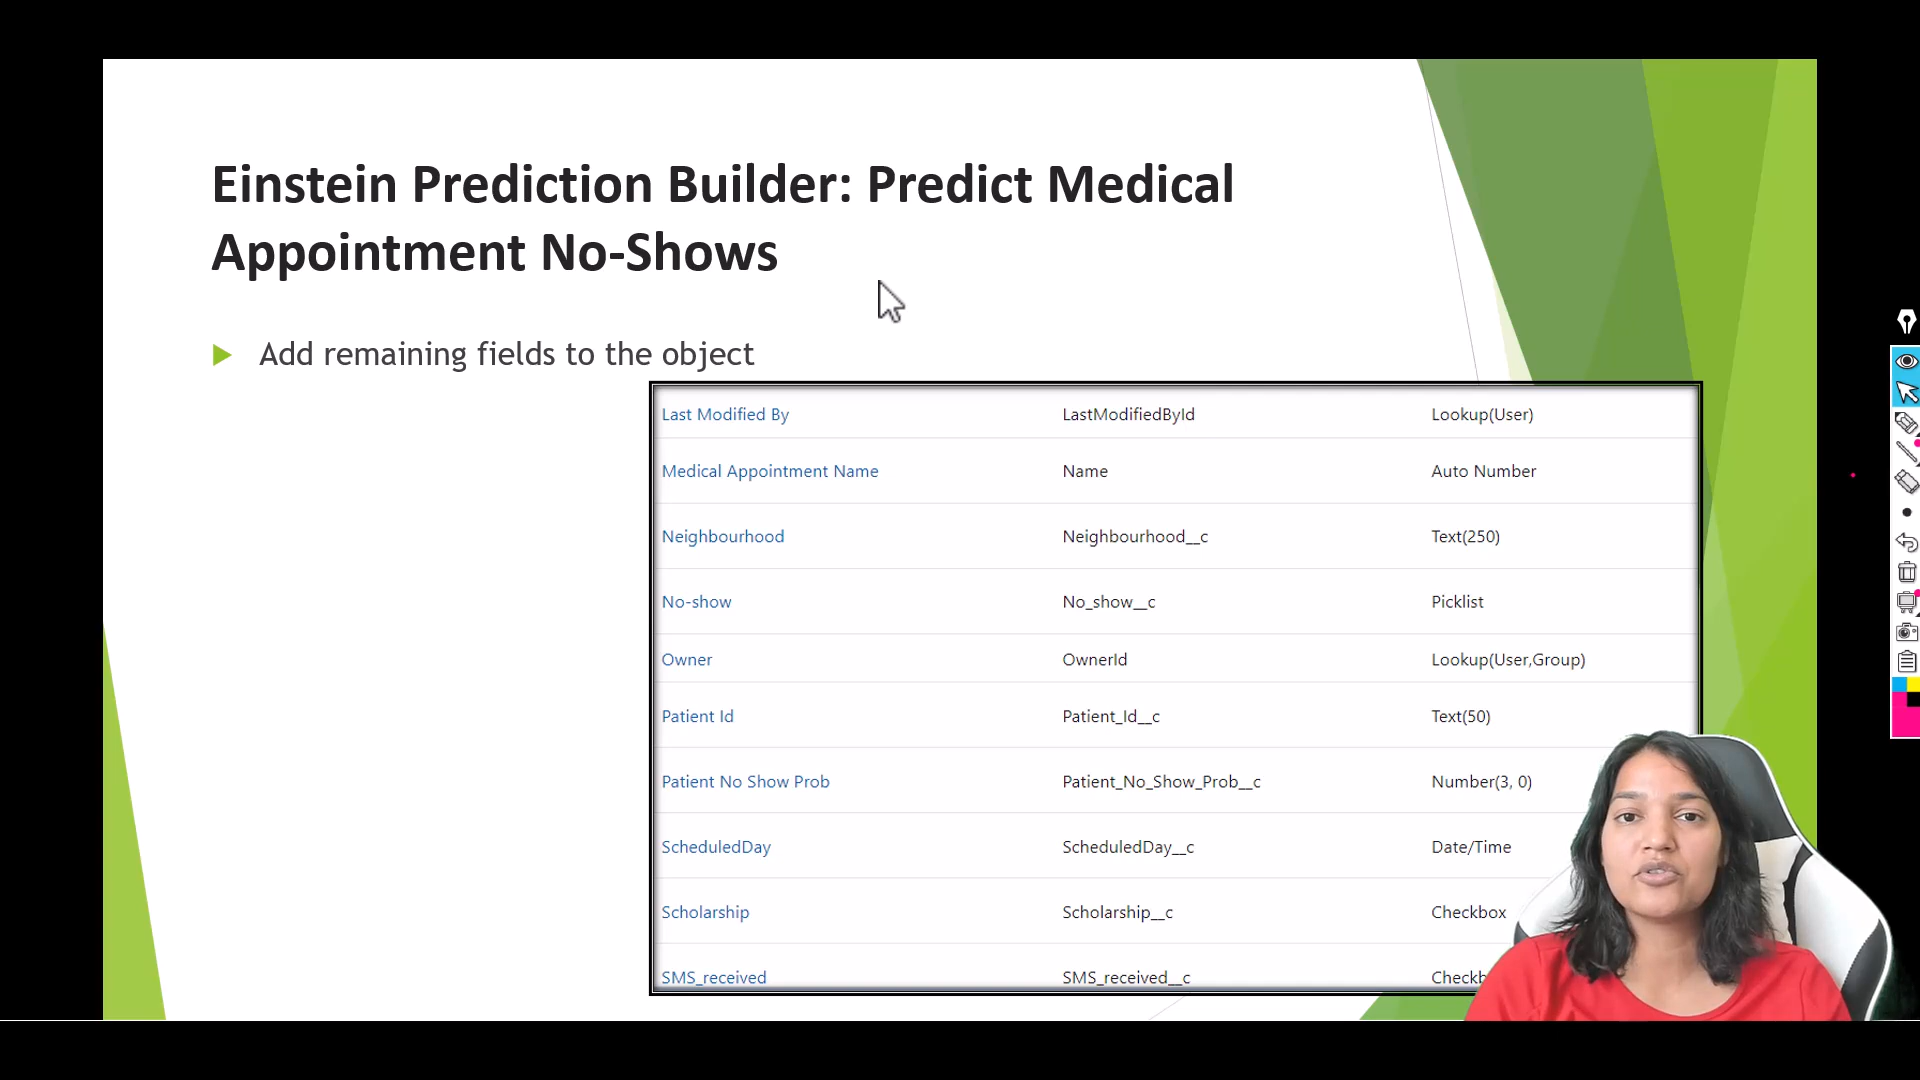 Einstein Prediction Builder: Predict Medical
Appointment No-Shows
Add remaining fields to the object
Last Modified By LastModifiedById Lookup(User)
Medical Appointment Name Name Auto Number
Neighbourhood Neighbourhood__c Text(250)
No-show No_show__c Picklist
Owner OwnerId Lookup(User,Group)
Patient Id Patient_Id__c Text(50)
Patient No Show Prob Patient_No_Show_Prob__c Number(3, 0)
ScheduledDay ScheduledDay__c Date/Time
Scholarship Scholarship__c Checkbox
SMS_received SMS_received__c